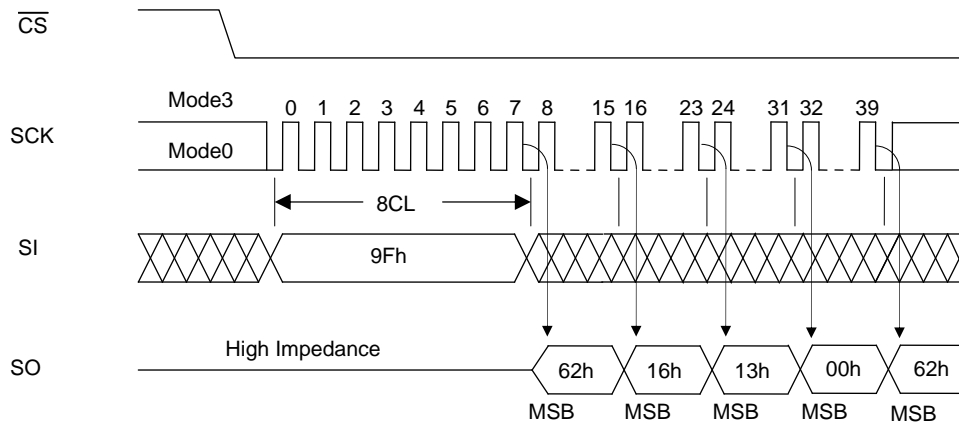 CS
Mode3
0 1 2 3 4 5 6 7 8 15 16 23 24 31 32 39
SCK
Mode0
8CL
SI
9Fh
High Impedance
SO
62h 16h 13h 00h 62h
MSB MSB MSB MSB MSB